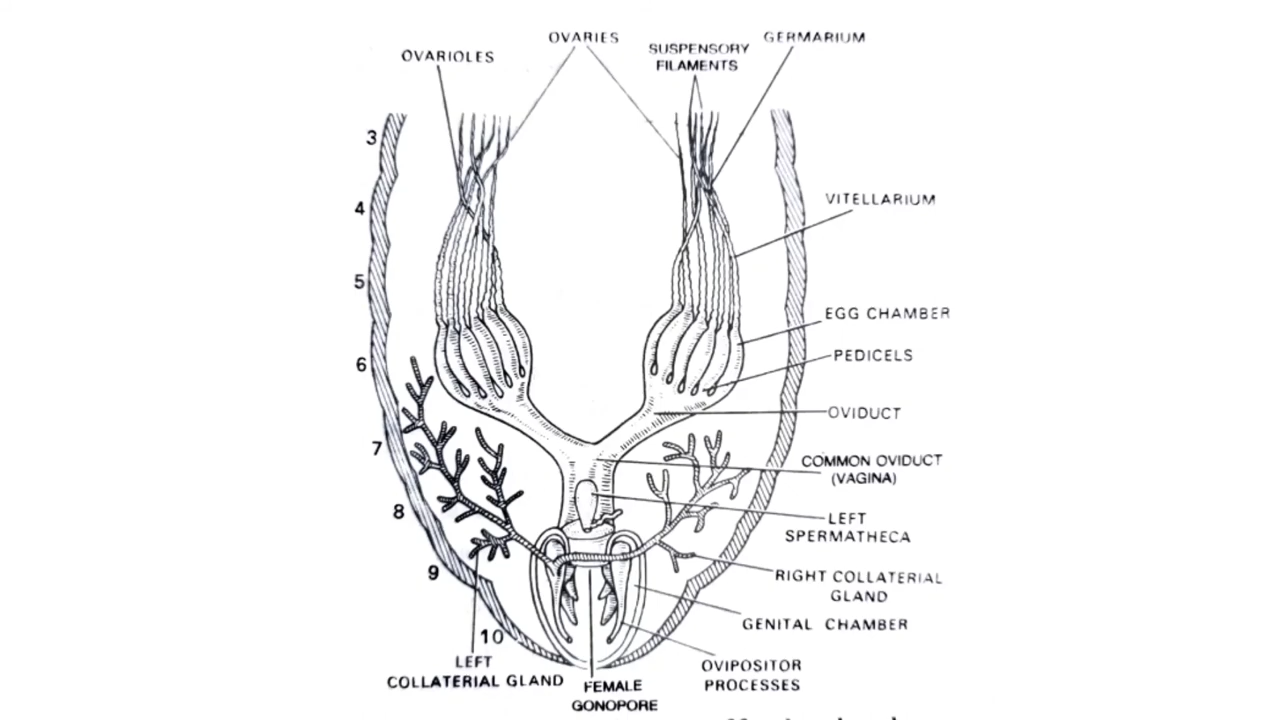 OVARIES
GERMARIUM
SUSPENSORY
FILAMENTS
OVARIOLES
3
VITELLARIUM
4
5
EGG CHAMBER
PEDICELS
6
OVIDUCT
7
COMMON OVIDUCT
(VAGINA)
8
LEFT
SPERMATHECA
9
RIGHT COLLATERIAL
GLAND
GENITAL CHAMBER
10
LEFT
COLLATERIAL GLAND
OVIPOSITOR
PROCESSES
FEMALE
GONOPORE